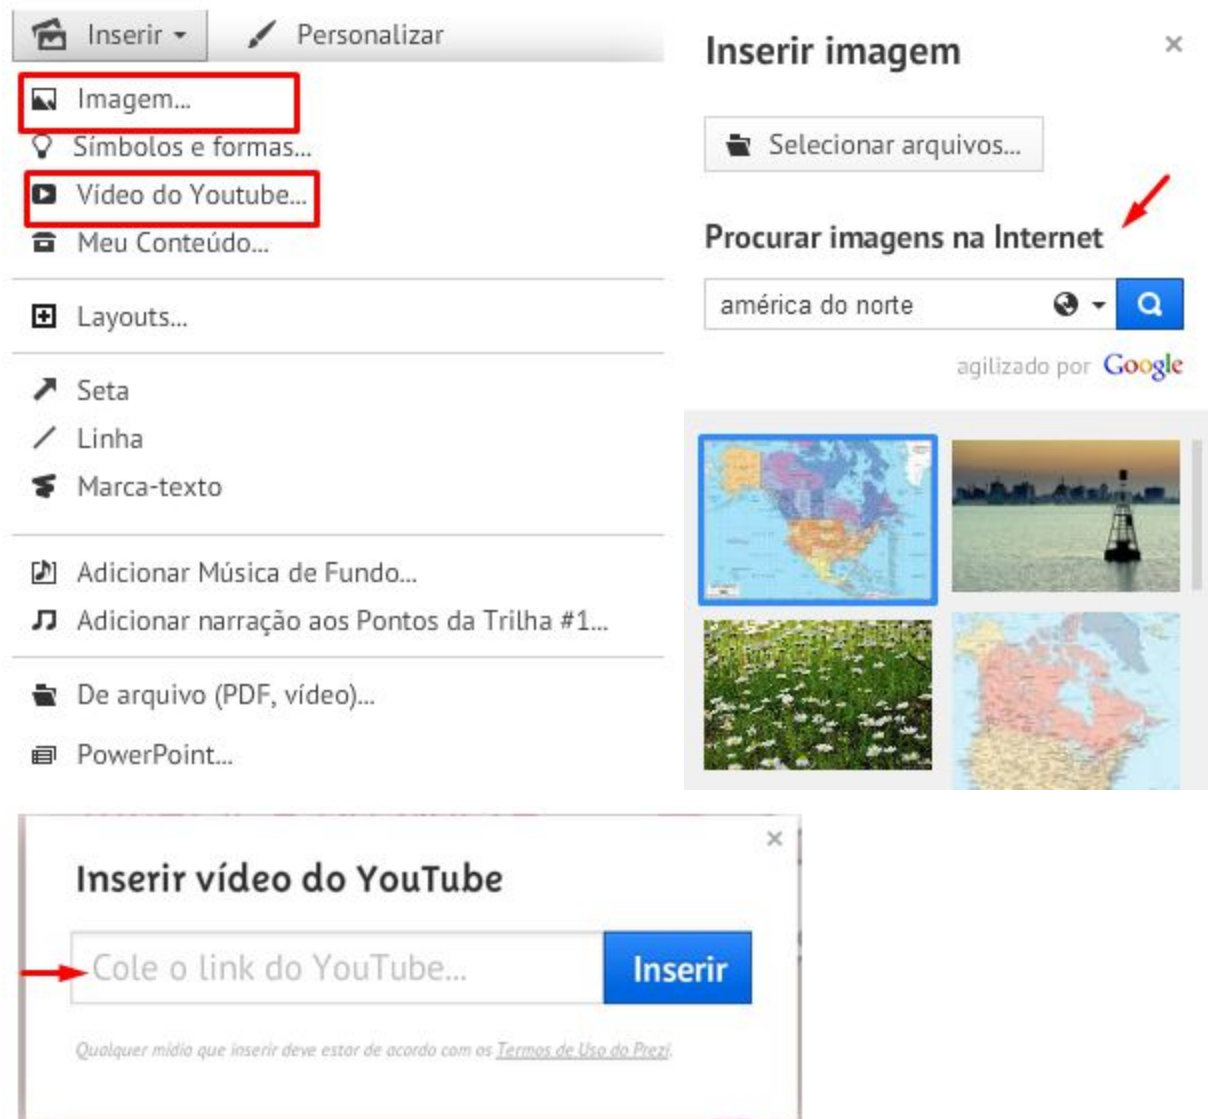 Inserir
Personalizar
Imagem...
Símbolos e formas...
Vídeo do Youtube...
Meu Conteúdo...
Layouts...
Seta
Linha
Marca-texto
Adicionar Música de Fundo...
Adicionar narração aos Pontos da Trilha #1...
De arquivo (PDF, vídeo)...
PowerPoint...
Inserir imagem
Selecionar arquivos...
Procurar imagens na Internet
américa do norte
agilizado por Google
Inserir vídeo do YouTube
Cole o link do YouTube...
Inserir
Qualquer mídia que inserir deve estar de acordo com os Termos de Uso do Prezi.